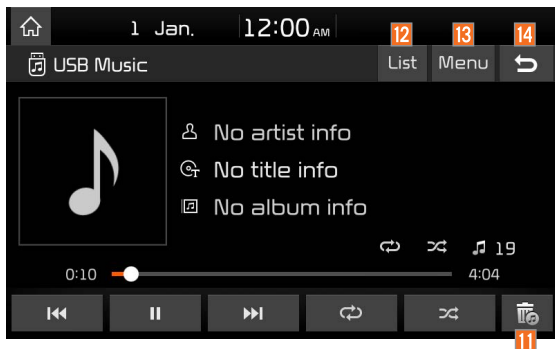 1 Jan. 12:00 AM
12 13 14
USB Music List Menu
No artist info
No title info
No album info
19
0:10 4:04
11